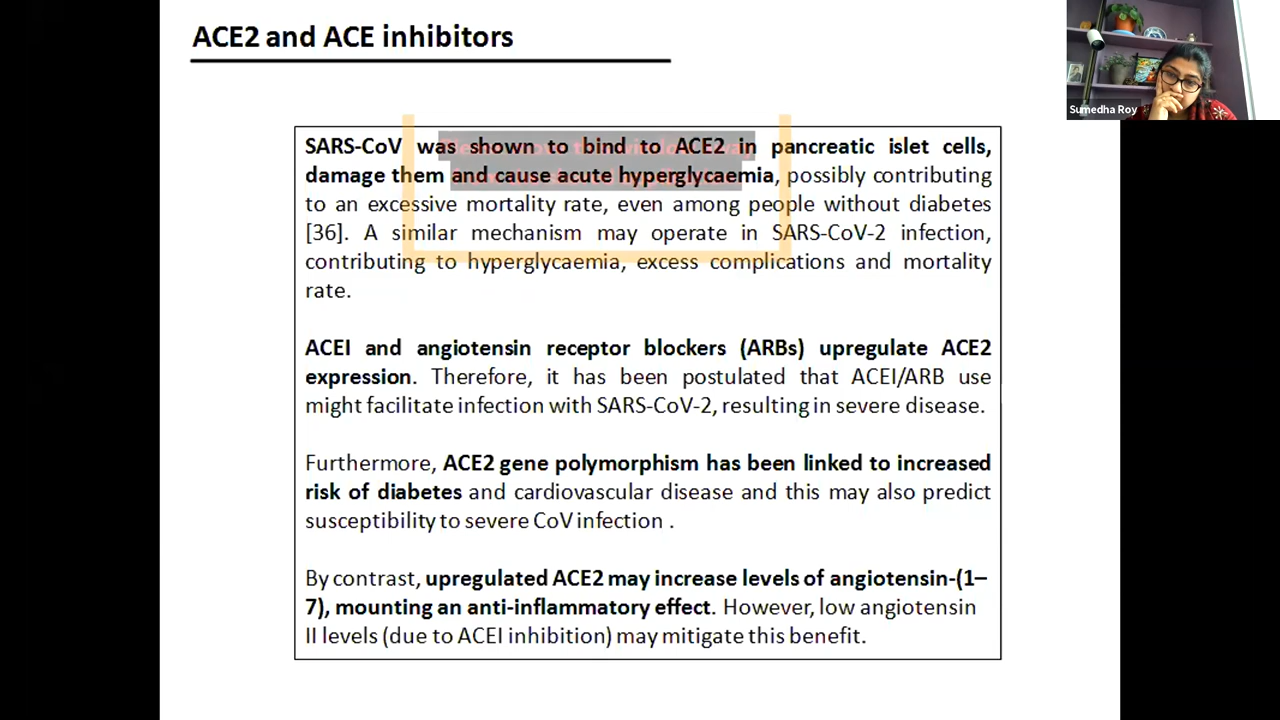 ACE2 and ACE inhibitors
Sumedha Roy
SARS-CoV was shown to bind to ACE2 in pancreatic islet cells,
damage them and cause acute hyperglycaemia, possibly contributing
to an excessive mortality rate, even among people without diabetes
[36]. A similar mechanism may operate in SARS-CoV-2 infection,
contributing to hyperglycaemia, excess complications and mortality
rate.
ACEI and angiotensin receptor blockers (ARBs) upregulate ACE2
expression. Therefore, it has been postulated that ACEI/ARB use
might facilitate infection with SARS-CoV-2, resulting in severe disease.
Furthermore, ACE2 gene polymorphism has been linked to increased
risk of diabetes and cardiovascular disease and this may also predict
susceptibility to severe CoV infection .
By contrast, upregulated ACE2 may increase levels of angiotensin-(1–
7), mounting an anti-inflammatory effect. However, low angiotensin
II levels (due to ACEI inhibition) may mitigate this benefit.